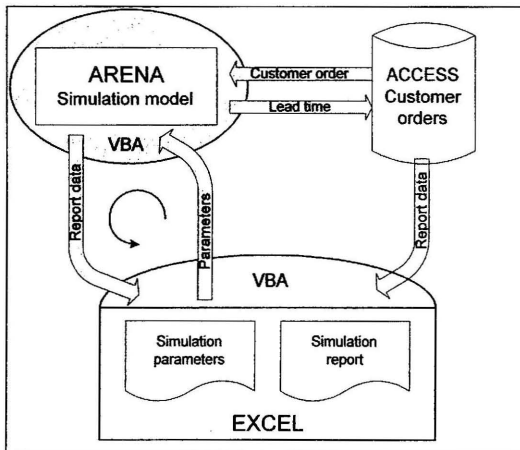 ARENA
Simulation model
VBA
Customer order
Lead time
ACCESS
Customer
orders
Report data
Parameters
Report data
VBA
Simulation
parameters
Simulation
report
EXCEL